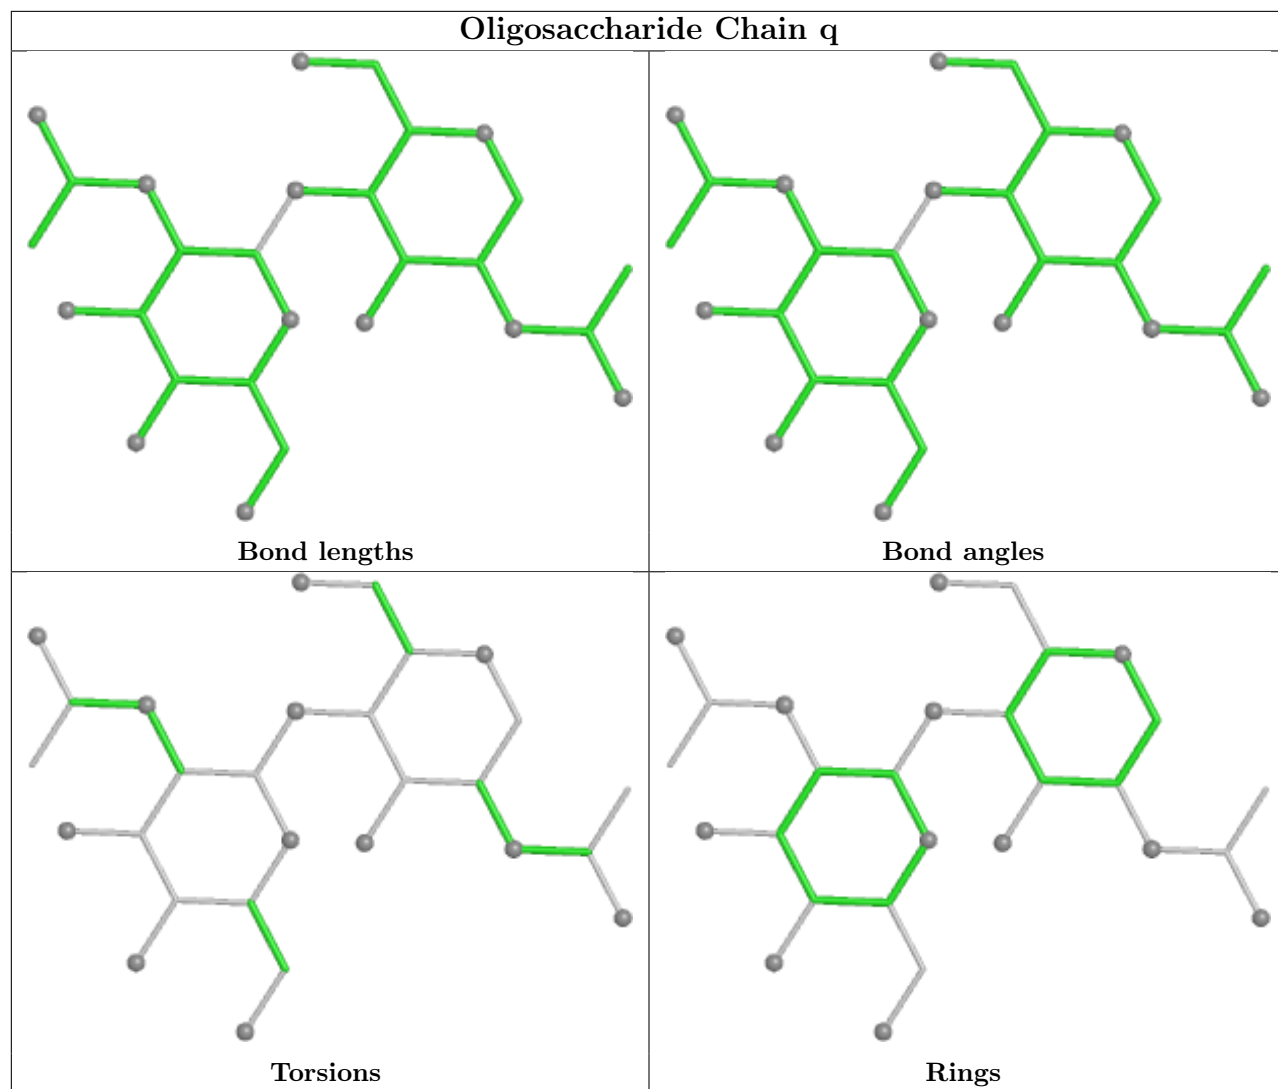 Oligosaccharide Chain q
Bond lengths
Bond angles
Torsions
Rings